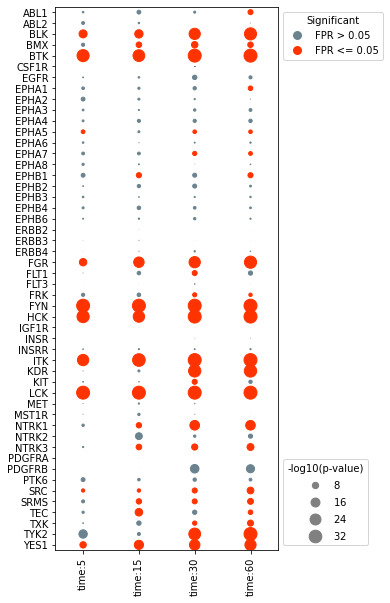 ABL1
ABL2
BLK
BMX
BTK
CSF1R
EGFR
EPHA1
EPHA2
EPHA3
EPHA4
EPHA5
EPHA6
EPHA7
EPHA8
EPHB1
EPHB2
EPHB3
EPHB4
EPHB6
ERBB2
ERBB3
ERBB4
FGR
FLT1
FLT3
FRK
FYN
HCK
IGF1R
INSR
INSRR
ITK
KDR
KIT
LCK
MET
MST1R
NTRK1
NTRK2
NTRK3
PDGFRA
PDGFRB
PTK6
SRC
SRMS
TEC
TXK
TYK2
YES1
time:5
time:15
time:30
time:60
Significant
FPR > 0.05
FPR <= 0.05
-log10(p-value)
8
16
24
32